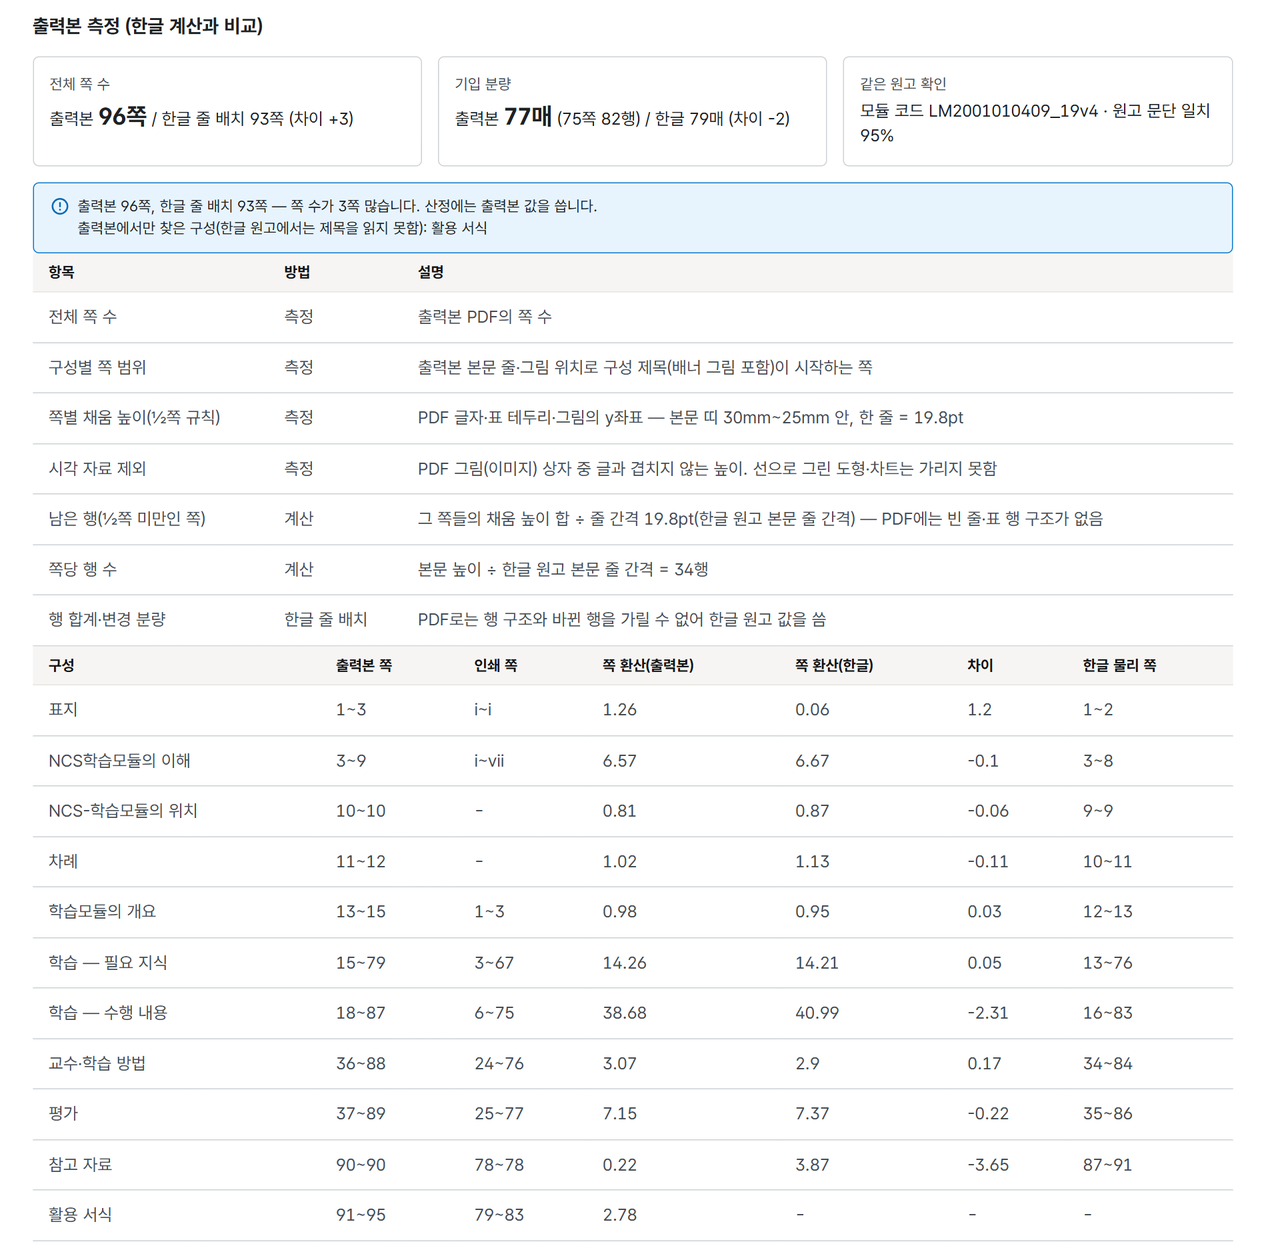 출력본 측정 (한글 계산과 비교)
전체 쪽 수
출력본 96쪽 / 한글 줄 배치 93쪽 (차이 +3)
기입 분량
출력본 77매 (75쪽 82행) / 한글 79매 (차이 -2)
같은 원고 확인
모듈 코드 LM2001010409_19v4 · 원고 문단 일치
95%
출력본 96쪽, 한글 줄 배치 93쪽 — 쪽 수가 3쪽 많습니다. 산정에는 출력본 값을 씁니다.
출력본에서만 찾은 구성(한글 원고에서는 제목을 읽지 못함): 활용 서식
항목 방법 설명
전체 쪽 수 측정 출력본 PDF의 쪽 수
구성별 쪽 범위 측정 출력본 본문 줄·그림 위치로 구성 제목(배너 그림 포함)이 시작하는 쪽
쪽별 채움 높이(½쪽 규칙) 측정 PDF 글자·표 테두리·그림의 y좌표 — 본문 띠 30mm~25mm 안, 한 줄 = 19.8pt
시각 자료 제외 측정 PDF 그림(이미지) 상자 중 글과 겹치지 않는 높이. 선으로 그린 도형·차트는 가리지 못함
남은 행(½쪽 미만인 쪽) 계산 그 쪽들의 채움 높이 합 ÷ 줄 간격 19.8pt(한글 원고 본문 줄 간격) — PDF에는 빈 줄·표 행 구조가 없음
쪽당 행 수 계산 본문 높이 ÷ 한글 원고 본문 줄 간격 = 34행
행 합계·변경 분량 한글 줄 배치 PDF로는 행 구조와 바뀐 행을 가릴 수 없어 한글 원고 값을 씀
구성 출력본 쪽 인쇄 쪽 쪽 환산(출력본) 쪽 환산(한글) 차이 한글 물리 쪽
표지 1~3 i~i 1.26 0.06 1.2 1~2
NCS학습모듈의 이해 3~9 i~vii 6.57 6.67 -0.1 3~8
NCS-학습모듈의 위치 10~10 – 0.81 0.87 -0.06 9~9
차례 11~12 – 1.02 1.13 -0.11 10~11
학습모듈의 개요 13~15 1~3 0.98 0.95 0.03 12~13
학습 — 필요 지식 15~79 3~67 14.26 14.21 0.05 13~76
학습 — 수행 내용 18~87 6~75 38.68 40.99 -2.31 16~83
교수·학습 방법 36~88 24~76 3.07 2.9 0.17 34~84
평가 37~89 25~77 7.15 7.37 -0.22 35~86
참고 자료 90~90 78~78 0.22 3.87 -3.65 87~91
활용 서식 91~95 79~83 2.78 – – –